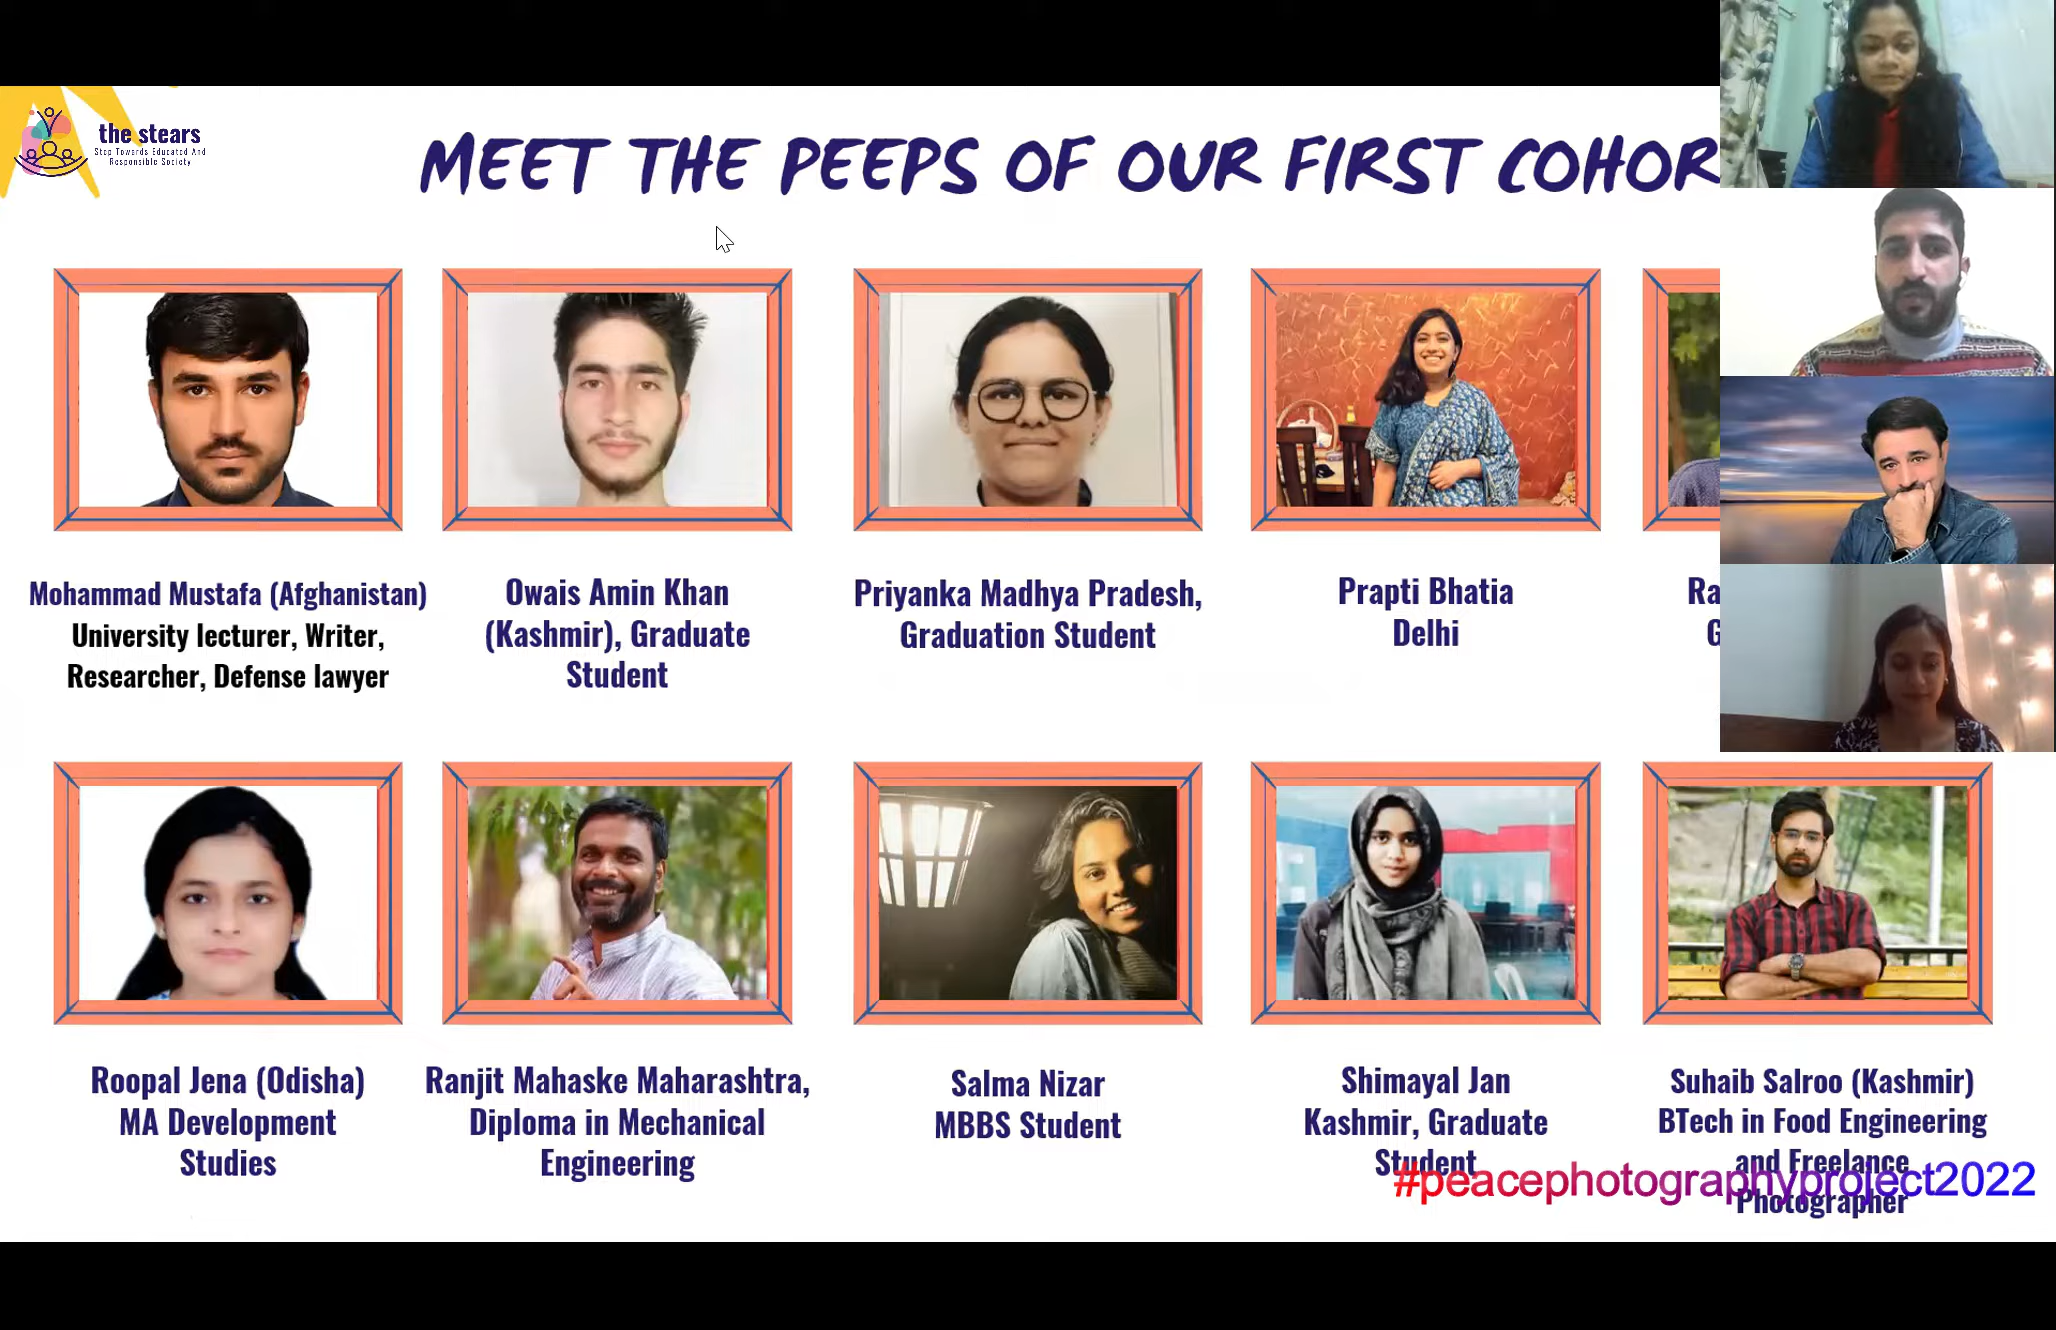 the stears
Step Towards Educated And
Responsible Society
MEET THE PEEPS OF OUR FIRST COHOR
Mohammad Mustafa (Afghanistan)
University lecturer, Writer,
Researcher, Defense lawyer
Owais Amin Khan
(Kashmir), Graduate
Student
Priyanka Madhya Pradesh,
Graduation Student
Prapti Bhatia
Delhi
Ra
G
Roopal Jena (Odisha)
MA Development
Studies
Ranjit Mahaske Maharashtra,
Diploma in Mechanical
Engineering
Salma Nizar
MBBS Student
Shimayal Jan
Kashmir, Graduate
Student
Suhaib Salroo (Kashmir)
BTech in Food Engineering
and Freelance
Photographer
#peacephotographyproject2022